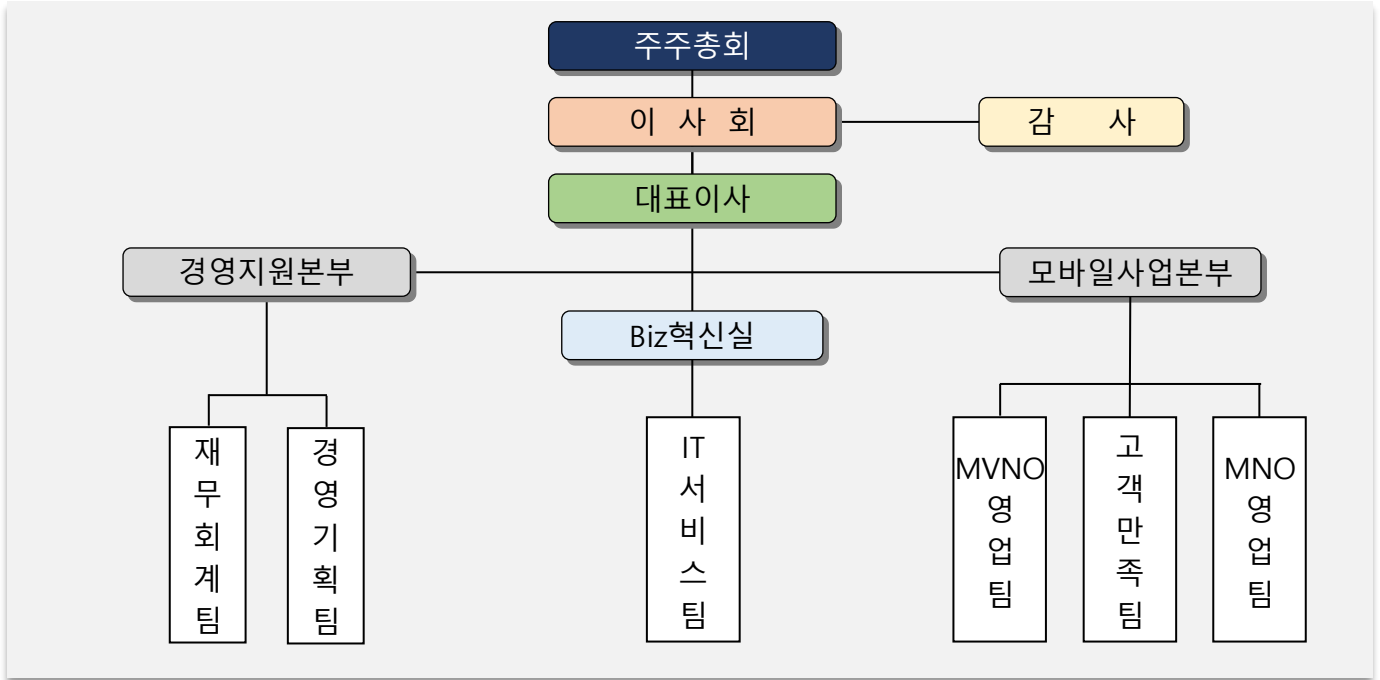 주주총회
이 사 회
감 사
대표이사
경영지원본부
모바일사업본부
Biz혁신실
재무회계팀
경영기획팀
IT서비스팀
MVNO영업팀
고객만족팀
MNO영업팀